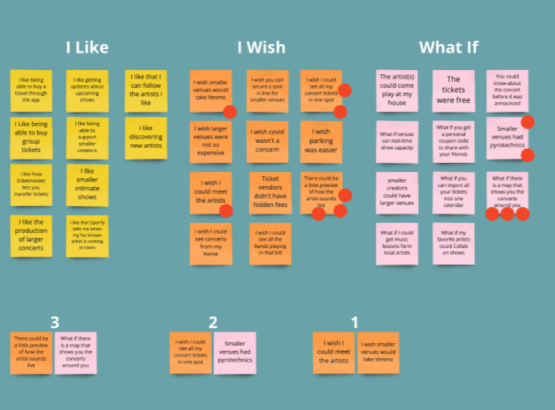 I Like
I Wish
What If
I like being
able to buy a
ticket through
the app
I like getting
updates about
upcoming
shows
I like that I
can follow
the artists I
like
I Like being
able to buy
group
tickets
I like being
able to
support
smaller
creators
I like
discovering
new artists
I like how
ticketmaster
lets you
transfer tickets
I like
smaller
intimate
shows
I like the
production
of larger
concerts
I like that Spotify
tells me when
my fav known
artist is coming
to town
I wish smaller
venues would
take Venmo
I wish you can
secure a spot
in line for
smaller venues
I wish I could
see all my
concert tickets
in one spot
I wish larger
venues were
not so
expensive
I wish covid
wasn't a
concern
I wish
parking
was easier
I wish I
could meet
the artists
Ticket
vendors
didn't have
hidden fees
There could be
a little preview
of how the
artist sounds
live
I wish I could
see concerts
from my
home
I wish I could
see all the
bands playing
in that bill
The artist(s)
could come
play at my
house
The
tickets
were free
You could
know about
the concert
before it was
announced
What if venues
can real-time
show capacity
What if you get
a personal
coupon code
to share with
your friends
Smaller
venues had
pyrotechnics
smaller
creators
could have
larger venues
What if you
can import all
your tickets
into one
calendar
What if there
is a map that
shows you the
concerts
around you
What if I could
get music
lessons form
local artists
What if my
favorite artists
could Collab
on shows
3
2
1
There could be
a little preview
of how the
artist sounds
live
What if there
is a map that
shows you the
concerts
around you
I wish I could
see all my
concert tickets
in one spot
Smaller
venues had
pyrotechnics
I wish I
could meet
the artists
I wish smaller
venues would
take Venmo